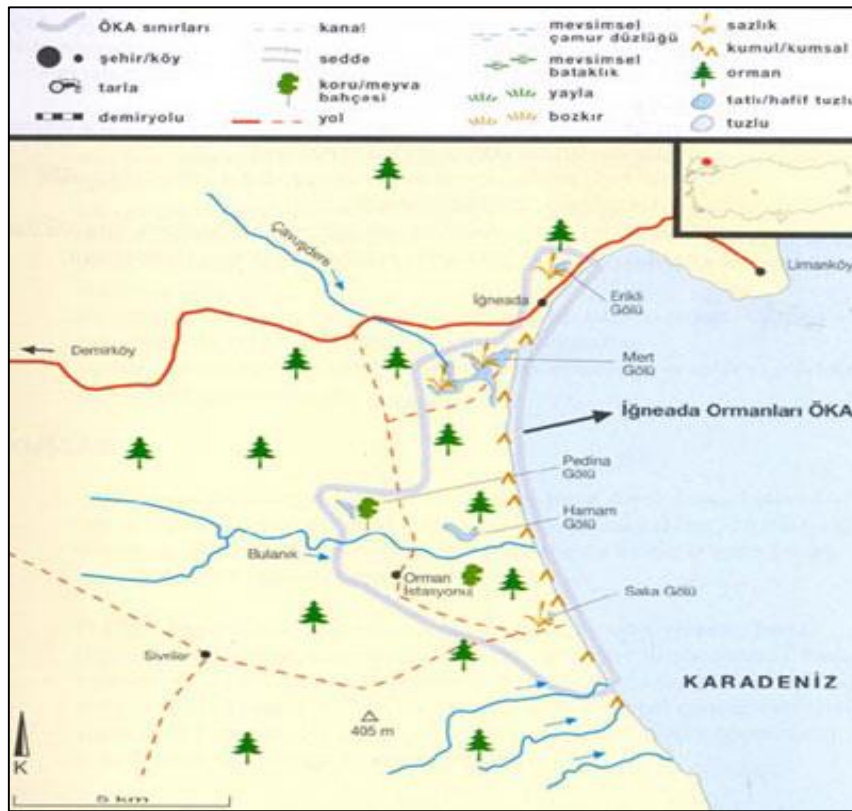 ÖKA sınırları
şehir/köy
tarla
demiryolu
kanal
sedde
koru/meyva
bahçesi
yol
mevsimsel
çamur düzlüğü
mevsimsel
bataklık
yayla
bozkır
sazlık
kumul/kumsal
orman
tatlı/hafif tuzlu
tuzlu
Çavuşdere
Limanköy
İğneada
Erikli
Gölü
Demirköy
Mert
Gölü
İğneada Ormanları ÖKA
Pedina
Gölü
Hamam
Gölü
Bulanık
Orman
İstasyonu
Saka Gölü
Sivriler
KARADENİZ
405 m
K
5 km